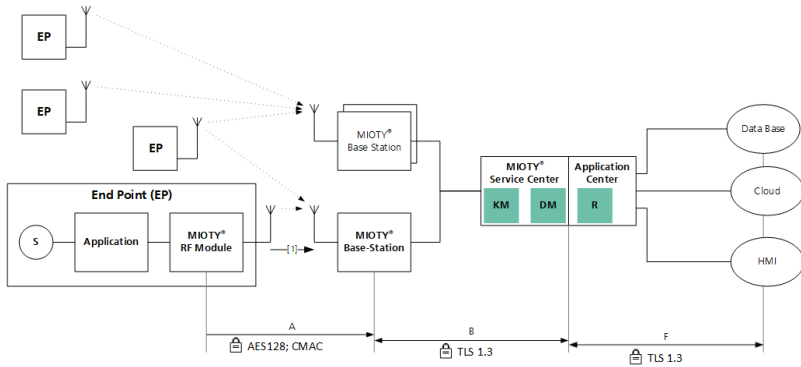 EP
EP
EP
MIOTY®
Base Station
End Point (EP)
S
Application
MIOTY®
RF Module
[1]
MIOTY®
Base-Station
MIOTY®
Service Center
KM
DM
Application
Center
R
Data Base
Cloud
HMI
A
AES128; CMAC
B
TLS 1.3
F
TLS 1.3